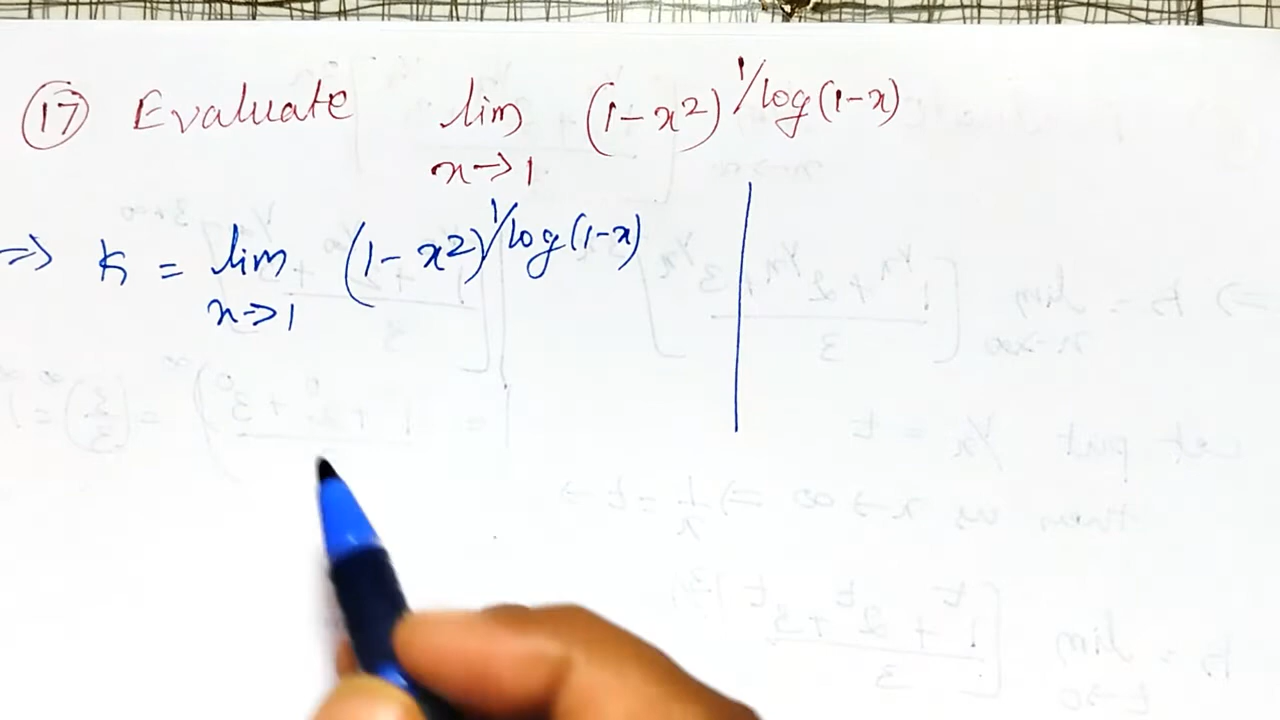 17 Evaluate lim x→1 (1-x²)^1/log(1-x)
⇒ K = lim x→1 (1-x²)^1/log(1-x)